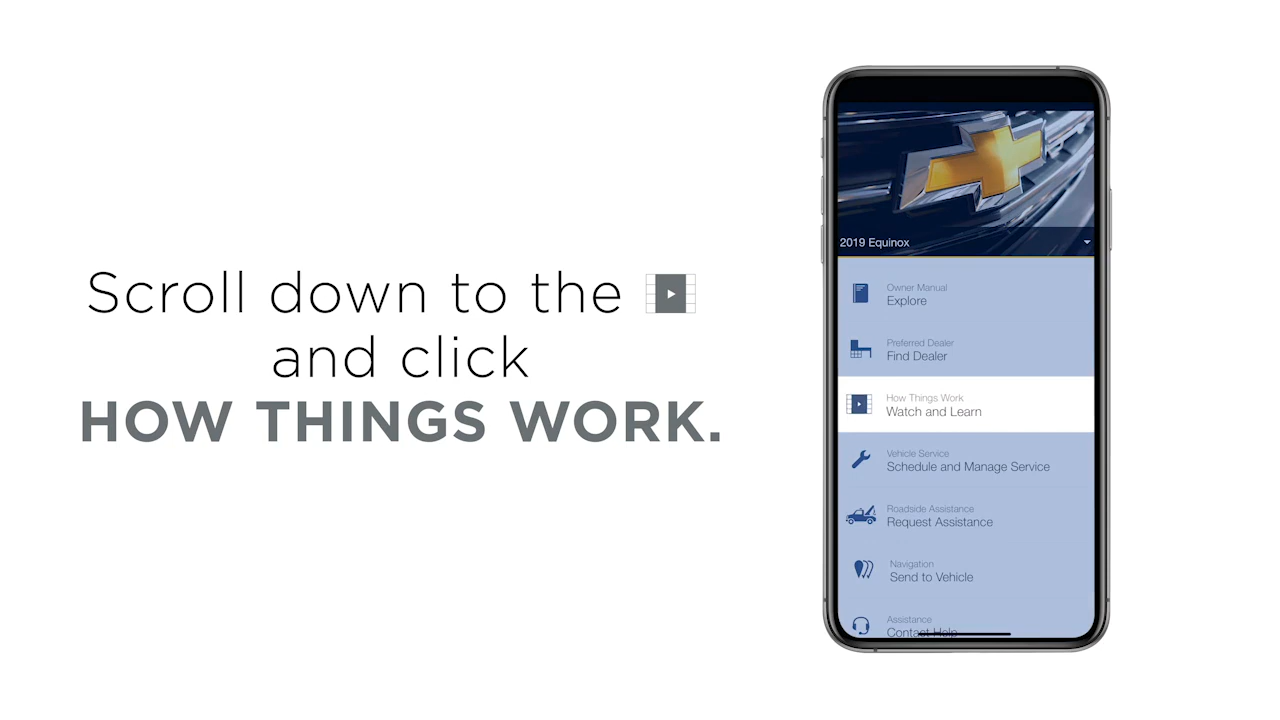 Scroll down to the
and click
HOW THINGS WORK.
2019 Equinox
Owner Manual
Explore
Preferred Dealer
Find Dealer
How Things Work
Watch and Learn
Vehicle Service
Schedule and Manage Service
Roadside Assistance
Request Assistance
Navigation
Send to Vehicle
Assistance
Contact Help